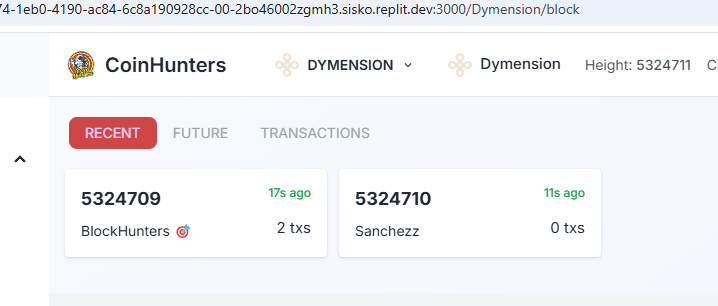 74-1eb0-4190-ac84-6c8a190928cc-00-2bo46002zgmh3.sisko.replit.dev:3000/Dymension/block
CoinHunters DYMENSION Dymension Height: 5324711
RECENT FUTURE TRANSACTIONS
5324709 17s ago
BlockHunters 🎯 2 txs
5324710 11s ago
Sanchezz 0 txs